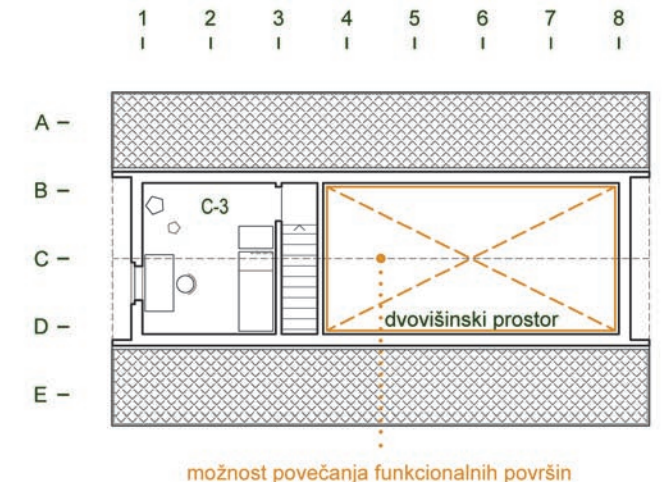 1 2 3 4 5 6 7 8
A
B
C-3
C
D
dvovišinski prostor
E
možnost povečanja funkcionalnih površin